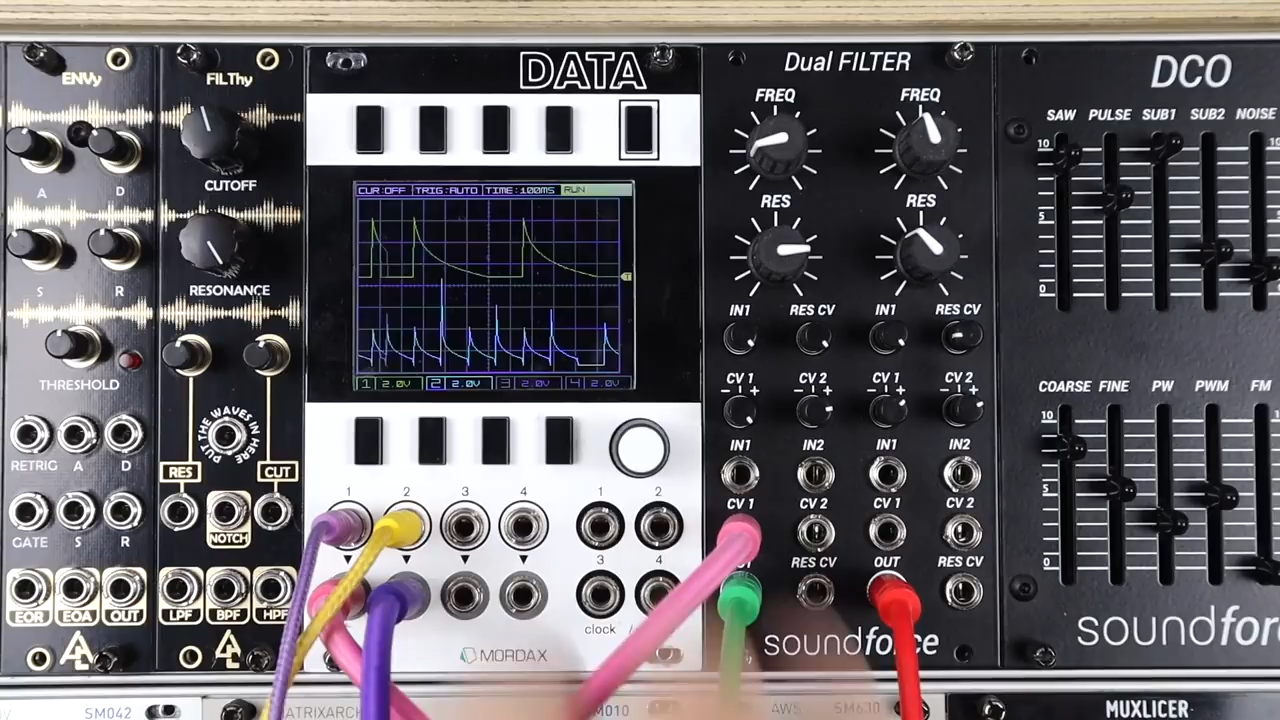 ENVy
A D
S R
THRESHOLD
RETRIG A D
GATE S R
EOR EOA OUT
FILThy
CUTOFF
RESONANCE
PUT THE WAVES IN HERE
RES CUT
NOTCH
LPF BPF HPF
DATA
CUR:OFF TRIG:AUTO TIME:100MS RUN
1 2.0V 2 2.0V 3 2.0V 4 2.0V
1 2 3 4 1 2
3 4
clock /
MORDAX
Dual FILTER
FREQ FREQ
RES RES
IN1 RES CV IN1 RES CV
CV 1 CV 2 CV 1 CV 2
- + - + - + - +
IN1 IN2 IN1 IN2
CV 1 CV 2 CV 1 CV 2
RES CV OUT RES CV
soundforce
DCO
SAW PULSE SUB1 SUB2 NOISE
10
5
0
COARSE FINE PW PWM FM
10
5
0
soundfor
SM042
SM010
AWS
SM630
MUXLICER